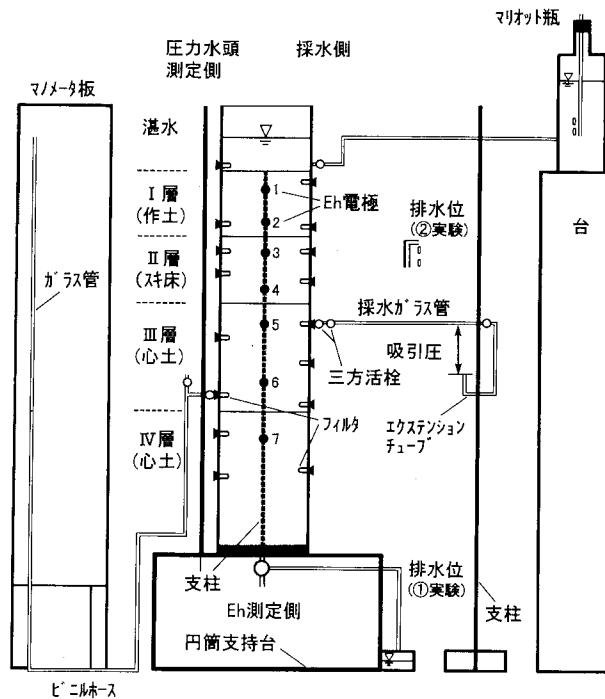 マリオット瓶
圧力水頭
測定側
採水側
マノメータ板
湛水
Ⅰ層
(作土)
1
Eh電極
2
排水位
(②実験)
台
Ⅱ層
(スキ床)
3
4
ガラス管
採水ガラス管
5
Ⅲ層
(心土)
吸引圧
三方活栓
6
フィルタ
エクステンション
チューブ
Ⅳ層
(心土)
7
支柱
排水位
(①実験)
Eh測定側
支柱
円筒支持台
ビニルホース